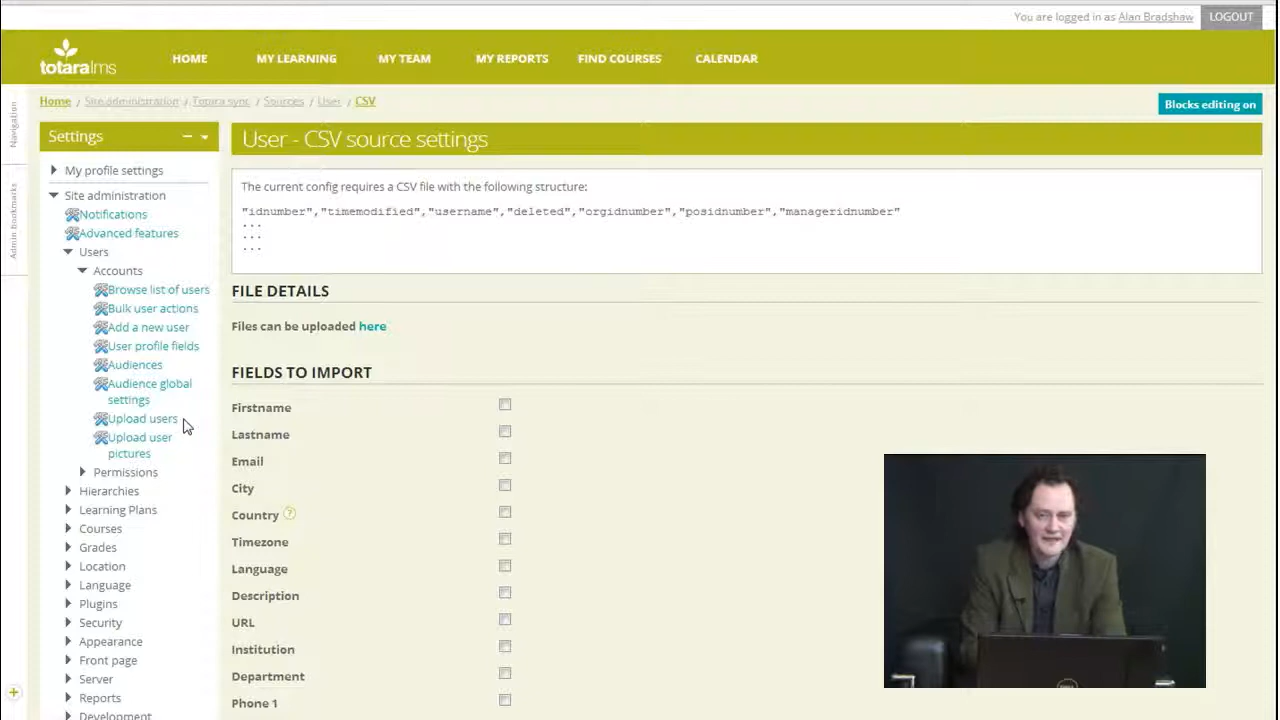 You are logged in as Alan Bradshaw LOGOUT
totaralms
HOME MY LEARNING MY TEAM MY REPORTS FIND COURSES CALENDAR
Home / Site administration / Totara sync / Sources / User / CSV
Blocks editing on
Navigation
Admin bookmarks
Settings
My profile settings
Site administration
Notifications
Advanced features
Users
Accounts
Browse list of users
Bulk user actions
Add a new user
User profile fields
Audiences
Audience global
settings
Upload users
Upload user
pictures
Permissions
Hierarchies
Learning Plans
Courses
Grades
Location
Language
Plugins
Security
Appearance
Front page
Server
Reports
Development
User - CSV source settings
The current config requires a CSV file with the following structure:
"idnumber","timemodified","username","deleted","orgidnumber","posidnumber","manageridnumber"
...
...
...
FILE DETAILS
Files can be uploaded here
FIELDS TO IMPORT
Firstname
Lastname
Email
City
Country ?
Timezone
Language
Description
URL
Institution
Department
Phone 1